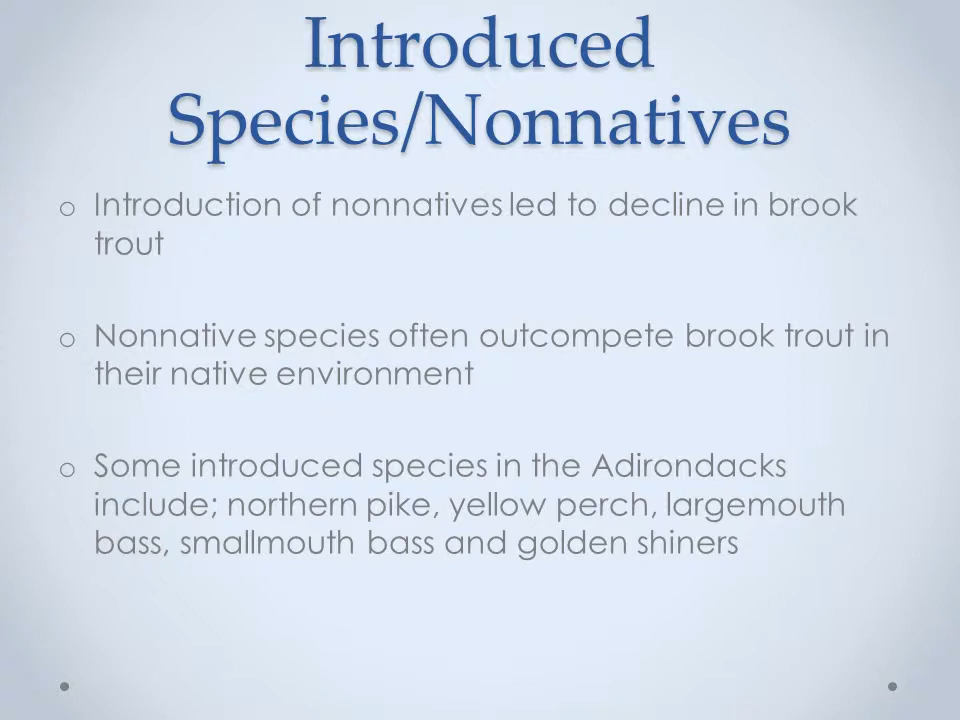 Introduced
Species/Nonnatives
o Introduction of nonnatives led to decline in brook
trout
o Nonnative species often outcompete brook trout in
their native environment
o Some introduced species in the Adirondacks
include; northern pike, yellow perch, largemouth
bass, smallmouth bass and golden shiners